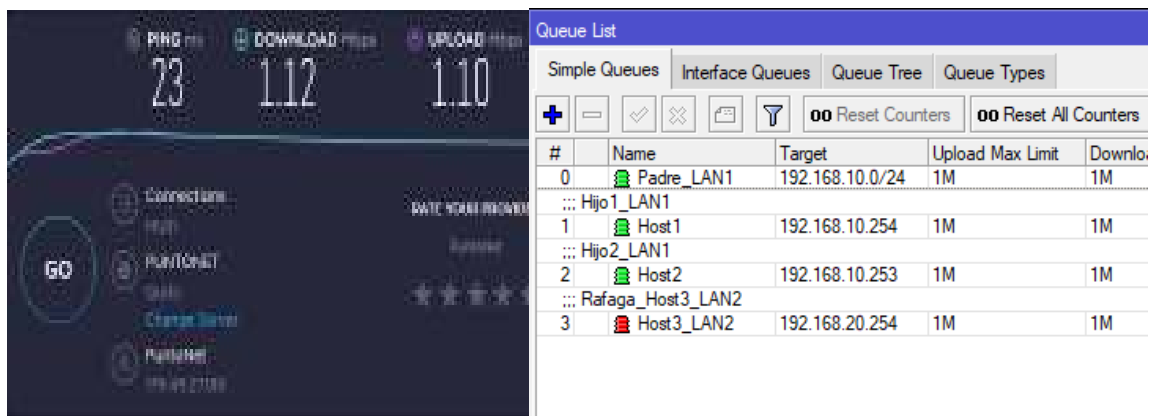 PING ms
DOWNLOAD Mbps
UPLOAD Mbps
23
1.12
1.10
Connections
GO
PUNTONET
Change Server
PuntoNet
Queue List
Simple Queues Interface Queues Queue Tree Queue Types
00 Reset Counters 00 Reset All Counters
# Name Target Upload Max Limit
0 Padre_LAN1 192.168.10.0/24 1M 1M
;;; Hijo1_LAN1
1 Host1 192.168.10.254 1M 1M
;;; Hijo2_LAN1
2 Host2 192.168.10.253 1M 1M
;;; Rafaga_Host3_LAN2
3 Host3_LAN2 192.168.20.254 1M 1M